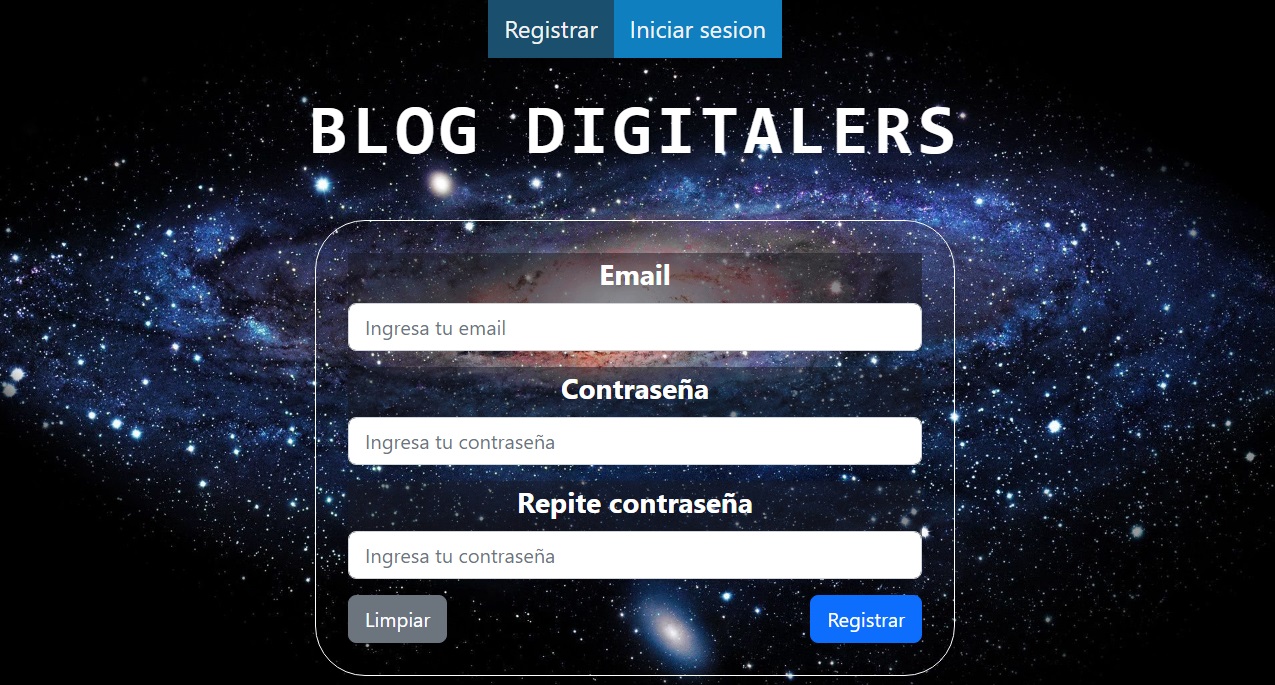 Registrar Iniciar sesion
BLOG DIGITALERS
Email
Ingresa tu email
Contraseña
Ingresa tu contraseña
Repite contraseña
Ingresa tu contraseña
Limpiar Registrar